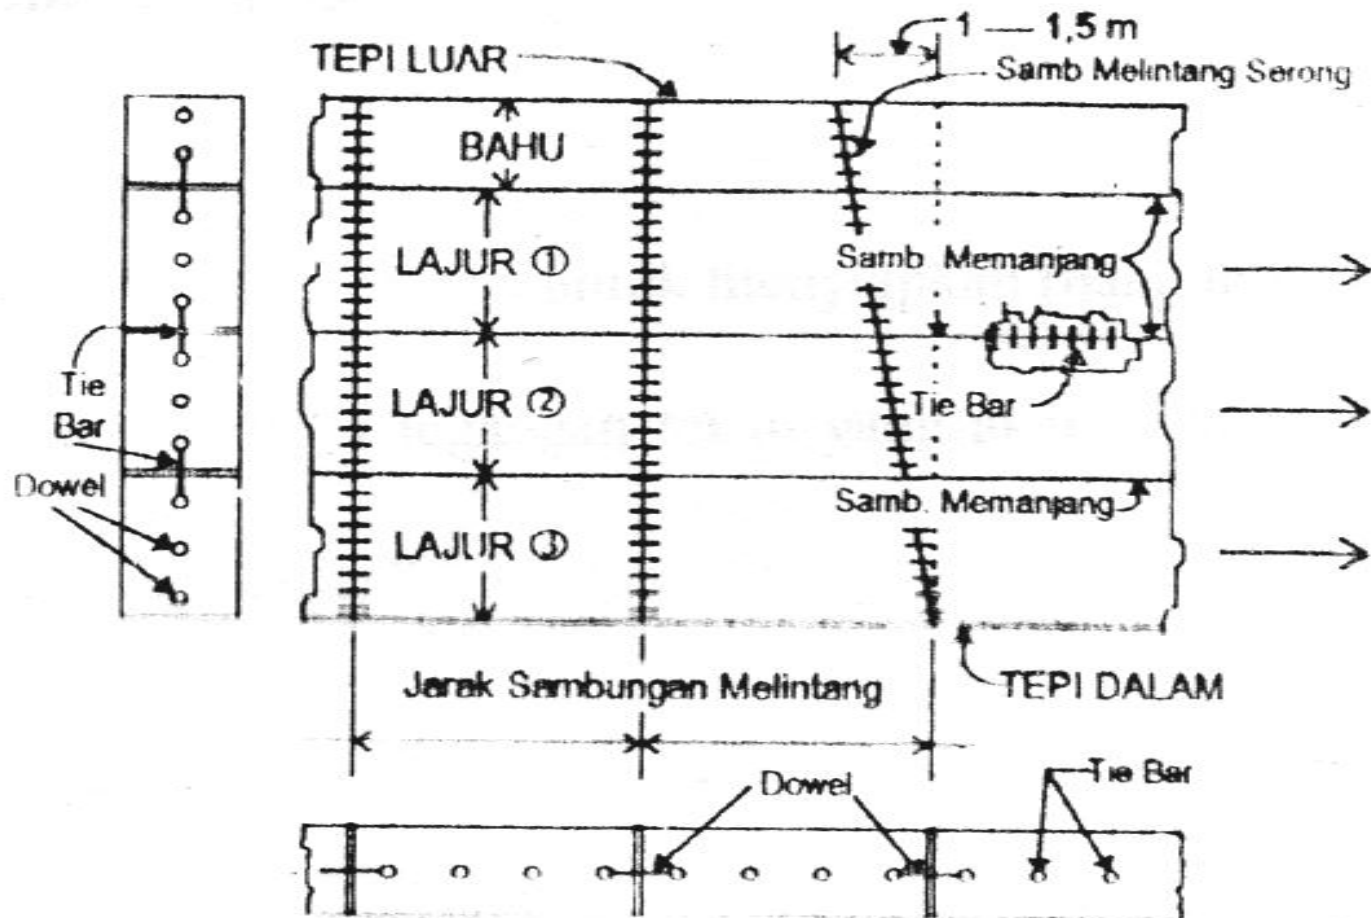 1 — 1,5 m
TEPI LUAR
Samb Melintang Serong
BAHU
LAJUR ①
Samb. Memanjang
LAJUR ②
Tie Bar
Tie
Bar
Dowel
Samb. Memanjang
LAJUR ③
Jarak Sambungan Melintang
TEPI DALAM
Dowel
Tie Bar